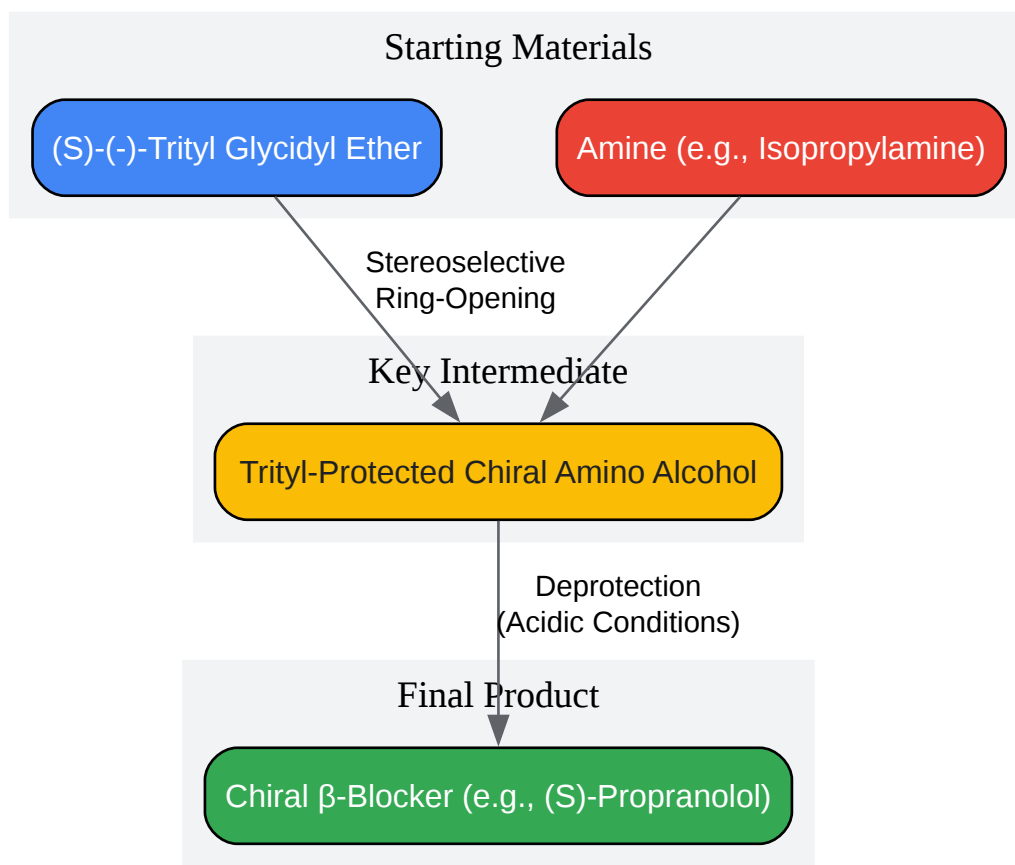 Starting Materials
(S)-(-)-Trityl Glycidyl Ether
Amine (e.g., Isopropylamine)
Stereoselective
Ring-Opening
Key Intermediate
Trityl-Protected Chiral Amino Alcohol
Deprotection
(Acidic Conditions)
Final Product
Chiral β-Blocker (e.g., (S)-Propranolol)